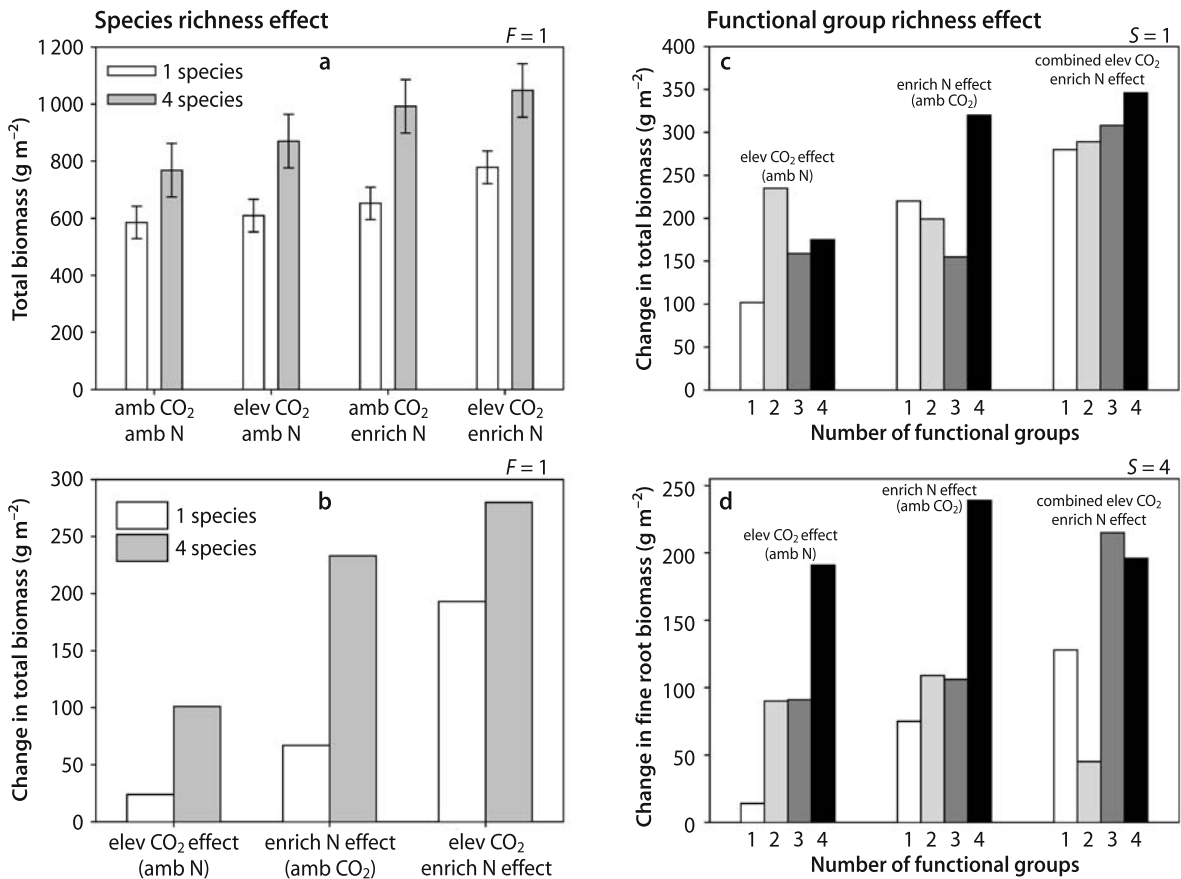 Species richness effect
F = 1
Total biomass (g m⁻²)
1 200
1000
800
600
400
200
0
a
1 species
4 species
amb CO₂
amb N
elev CO₂
amb N
amb CO₂
enrich N
elev CO₂
enrich N
F = 1
Change in total biomass (g m⁻²)
300
250
200
150
100
50
0
b
1 species
4 species
elev CO₂ effect
(amb N)
enrich N effect
(amb CO₂)
elev CO₂
enrich N effect
Functional group richness effect
S = 1
Change in total biomass (g m⁻²)
400
350
300
250
200
150
100
50
0
c
elev CO₂ effect
(amb N)
enrich N effect
(amb CO₂)
combined elev CO₂
enrich N effect
1 2 3 4 1 2 3 4 1 2 3 4
Number of functional groups
S = 4
Change in fine root biomass (g m⁻²)
250
200
150
100
50
0
d
elev CO₂ effect
(amb N)
enrich N effect
(amb CO₂)
combined elev CO₂
enrich N effect
1 2 3 4 1 2 3 4 1 2 3 4
Number of functional groups